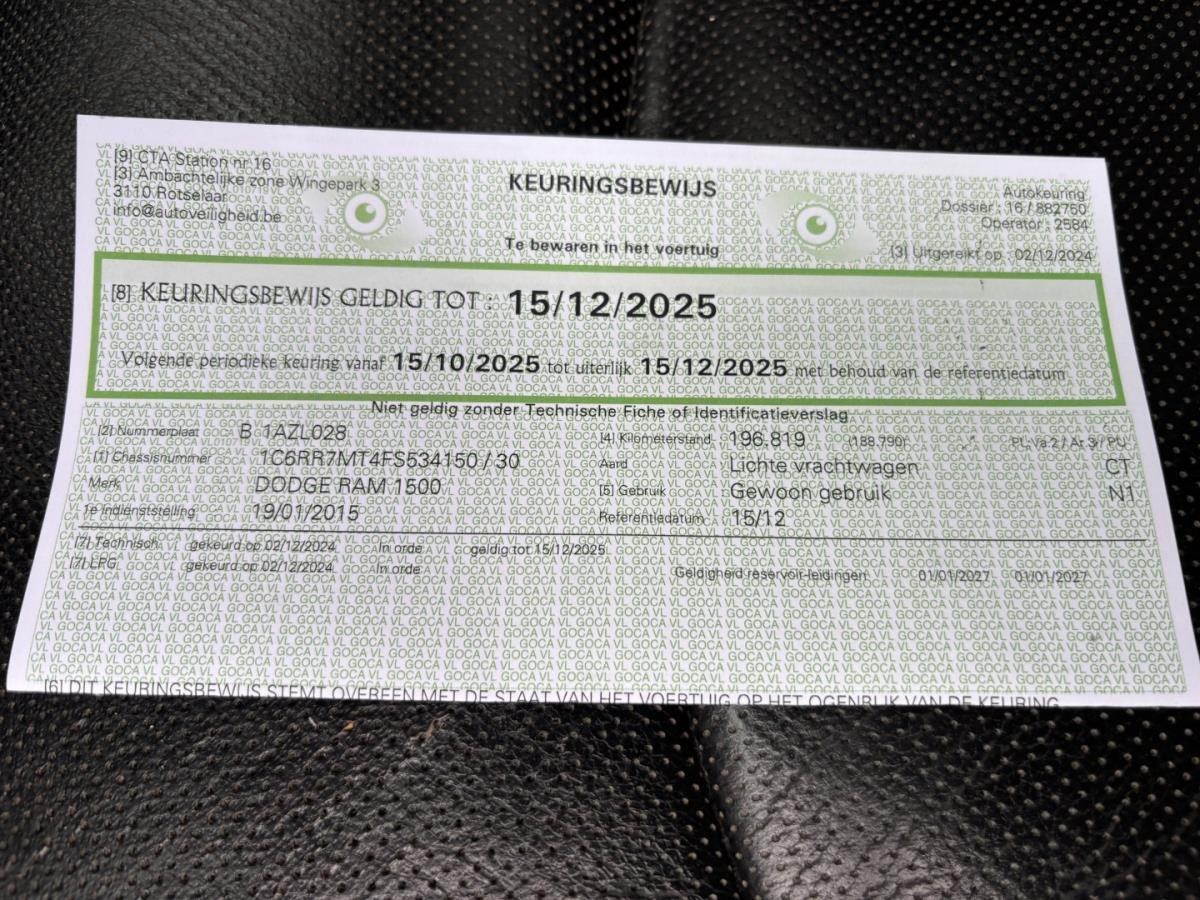 [9] CTA Station nr 16
[3] Ambachtelijke zone Wingepark 3
3110 Rotselaar
info@autoveiligheid.be
KEURINGSBEWIJS
Te bewaren in het voertuig
Autokeuring
Dossier : 16 / 882750
Operator : 2584
[3] Uitgereikt op : 02/12/2024
[8] KEURINGSBEWIJS GELDIG TOT : 15/12/2025
Volgende periodieke keuring vanaf 15/10/2025 tot uiterlijk 15/12/2025 met behoud van de referentiedatum
Niet geldig zonder Technische Fiche of Identificatieverslag
[2] Nummerplaat B 1AZL028
[1] Chassisnummer 1C6RR7MT4FS534150 / 30
Merk DODGE RAM 1500
1e Indienststelling 19/01/2015
[4] Kilometerstand 196.819 (188.790) PL: Va 2 / Ar 3 / PU
Aard Lichte vrachtwagen CT
[5] Gebruik Gewoon gebruik N1
Referentiedatum 15/12
[7] Technisch gekeurd op 02/12/2024 In orde geldig tot 15/12/2025
[7] LPG gekeurd op 02/12/2024 In orde Geldigheid reservoir-leidingen 01/01/2027 01/01/2027
[6] DIT KEURINGSBEWIJS STEMT OVEREEN MET DE STAAT VAN HET VOERTUIG OP HET OGENBLIK VAN DE KEURING